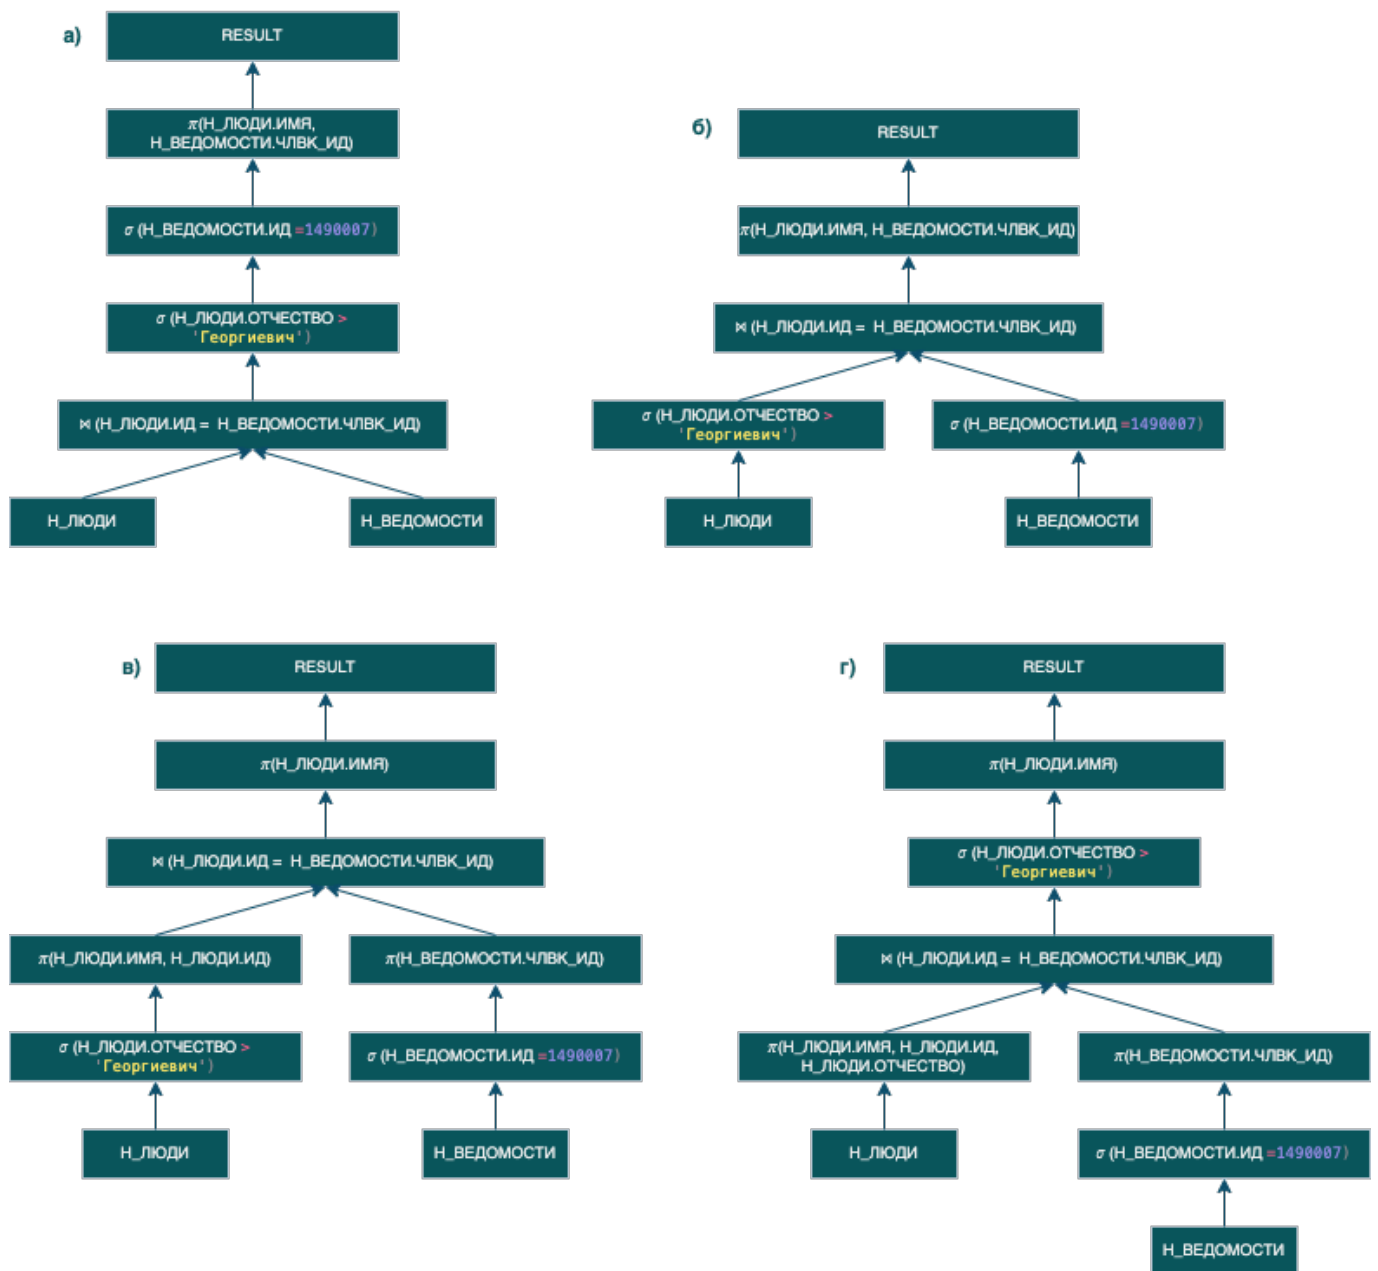 а)
RESULT
π(Н_ЛЮДИ.ИМЯ,
Н_ВЕДОМОСТИ.ЧЛВК_ИД)
σ (Н_ВЕДОМОСТИ.ИД =1490007)
σ (Н_ЛЮДИ.ОТЧЕСТВО >
'Георгиевич')
⋈ (Н_ЛЮДИ.ИД = Н_ВЕДОМОСТИ.ЧЛВК_ИД)
Н_ЛЮДИ
Н_ВЕДОМОСТИ
б)
RESULT
π(Н_ЛЮДИ.ИМЯ, Н_ВЕДОМОСТИ.ЧЛВК_ИД)
⋈ (Н_ЛЮДИ.ИД = Н_ВЕДОМОСТИ.ЧЛВК_ИД)
σ (Н_ЛЮДИ.ОТЧЕСТВО >
'Георгиевич')
σ (Н_ВЕДОМОСТИ.ИД =1490007)
Н_ЛЮДИ
Н_ВЕДОМОСТИ
в)
RESULT
π(Н_ЛЮДИ.ИМЯ)
⋈ (Н_ЛЮДИ.ИД = Н_ВЕДОМОСТИ.ЧЛВК_ИД)
π(Н_ЛЮДИ.ИМЯ, Н_ЛЮДИ.ИД)
π(Н_ВЕДОМОСТИ.ЧЛВК_ИД)
σ (Н_ЛЮДИ.ОТЧЕСТВО >
'Георгиевич')
σ (Н_ВЕДОМОСТИ.ИД =1490007)
Н_ЛЮДИ
Н_ВЕДОМОСТИ
г)
RESULT
π(Н_ЛЮДИ.ИМЯ)
σ (Н_ЛЮДИ.ОТЧЕСТВО >
'Георгиевич')
⋈ (Н_ЛЮДИ.ИД = Н_ВЕДОМОСТИ.ЧЛВК_ИД)
π(Н_ЛЮДИ.ИМЯ, Н_ЛЮДИ.ИД,
Н_ЛЮДИ.ОТЧЕСТВО)
π(Н_ВЕДОМОСТИ.ЧЛВК_ИД)
Н_ЛЮДИ
σ (Н_ВЕДОМОСТИ.ИД =1490007)
Н_ВЕДОМОСТИ